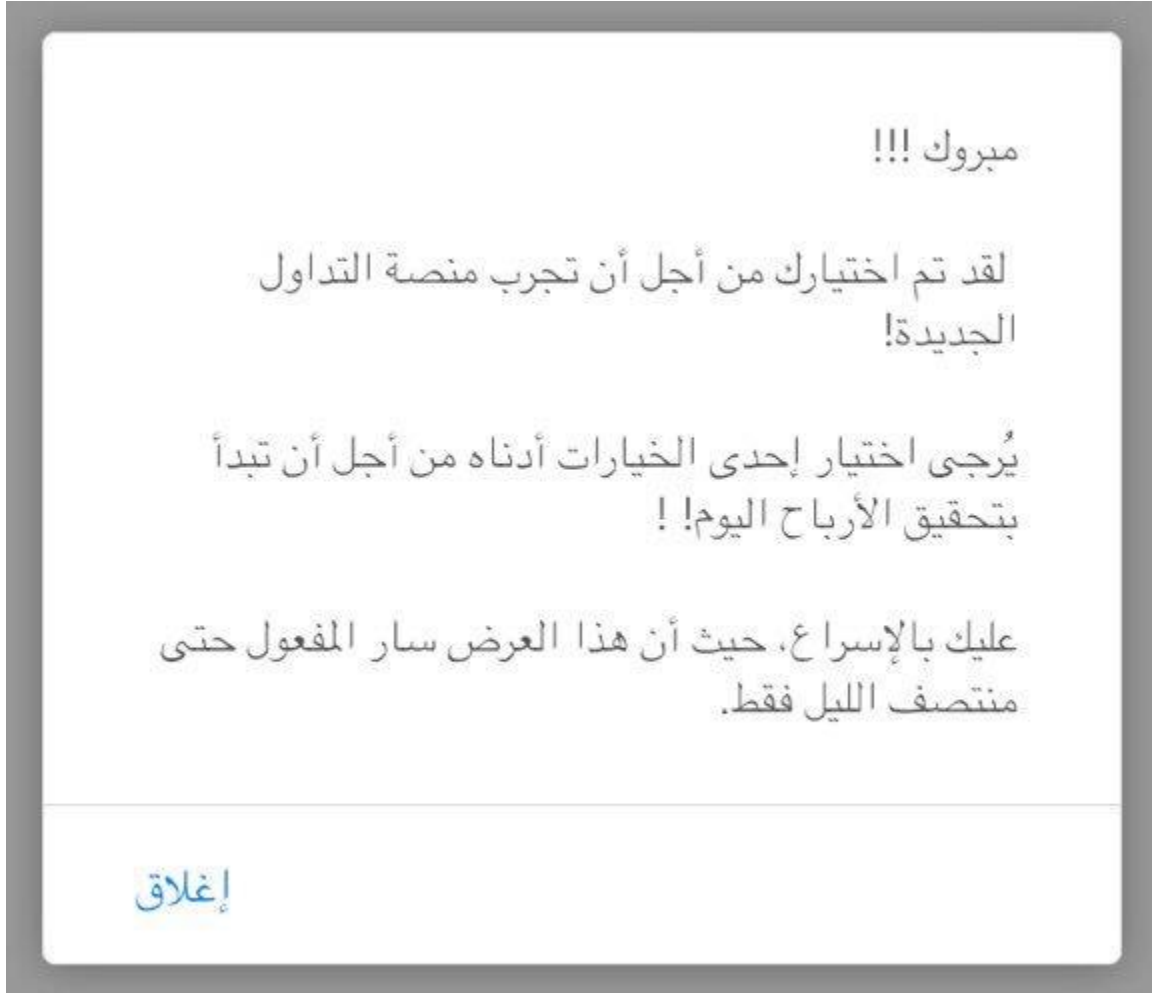 مبروك !!!
لقد تم اختيارك من أجل أن تجرب منصة التداول
الجديدة!
يُرجى اختيار إحدى الخيارات أدناه من أجل أن تبدأ
بتحقيق الأرباح اليوم! !
عليك بالإسراع، حيث أن هذا العرض سار المفعول حتى
منتصف الليل فقط.
إغلاق